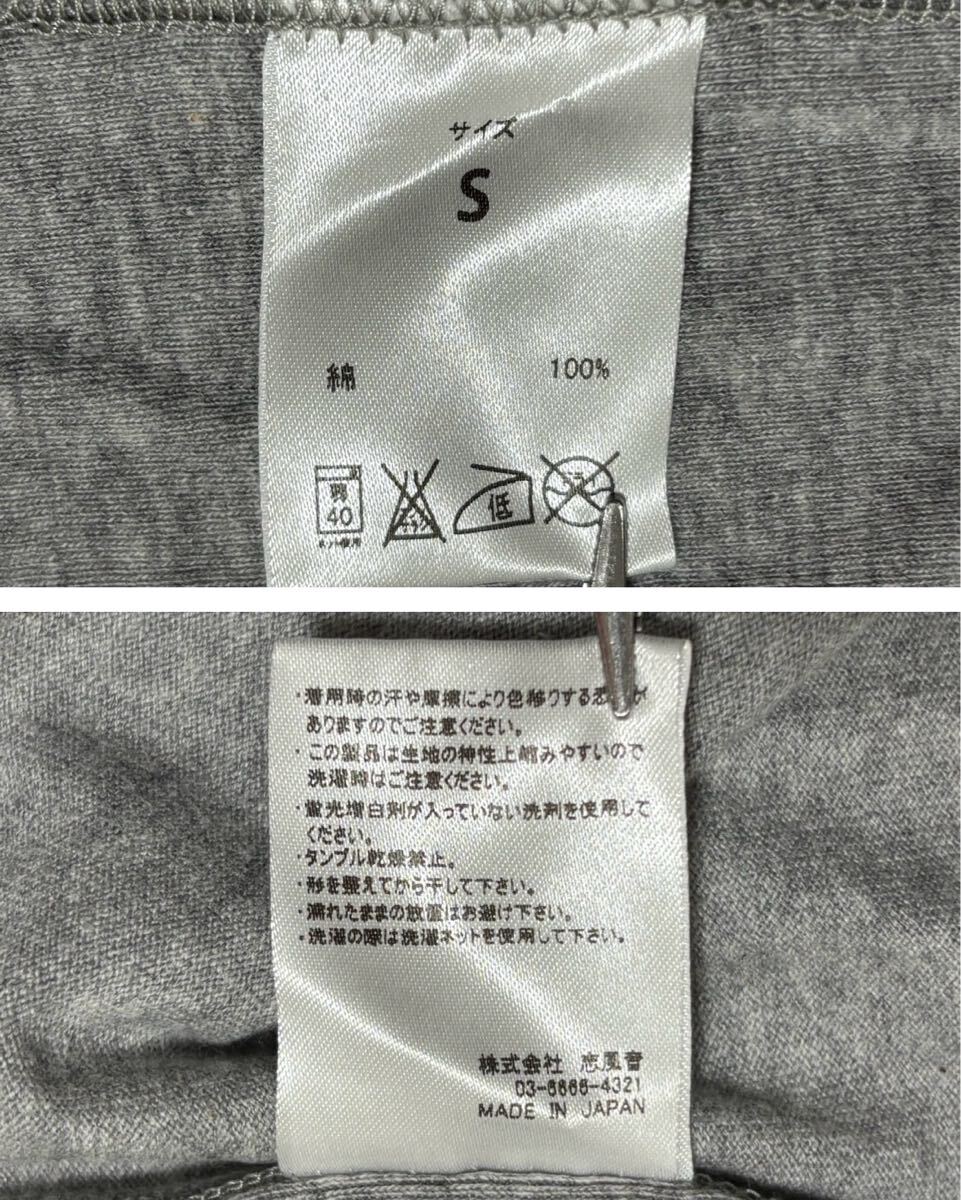 サイズ
S
綿 100%
弱
40
ネット使用
低
・着用時の汗や摩擦により色移りする恐 が
ありますのでご注意ください。
・この製品は生地の特性上縮みやすいので
洗濯時はご注意ください。
・蛍光増白剤が入っていない洗剤を使用して
ください。
・タンブル乾燥禁止。
・形を整えてから干して下さい。
・濡れたままの放置はお避け下さい。
・洗濯の際は洗濯ネットを使用して下さい。
株式会社 志風音
03-6666-4321
MADE IN JAPAN